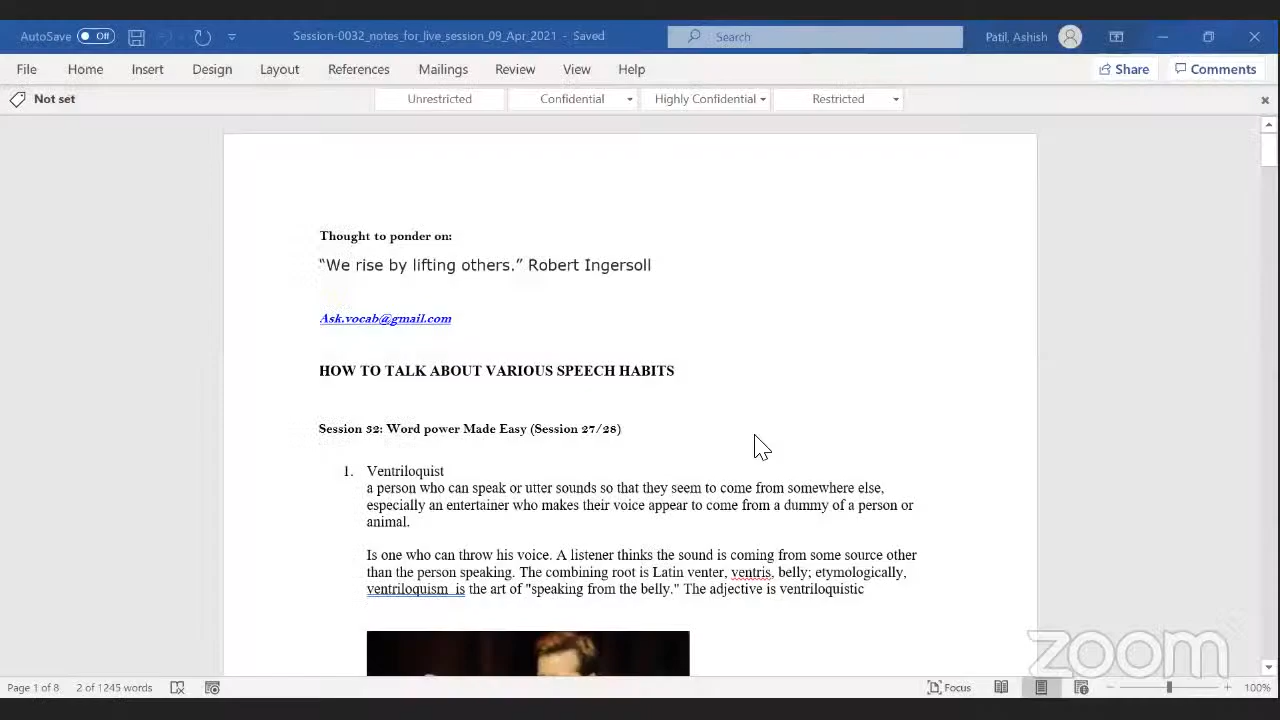 AutoSave Off Session-0032_notes_for_live_session_09_Apr_2021 - Saved Search Patil, Ashish
File Home Insert Design Layout References Mailings Review View Help Share Comments
Not set Unrestricted Confidential Highly Confidential Restricted
Thought to ponder on:
“We rise by lifting others.” Robert Ingersoll
Ask.vocab@gmail.com
HOW TO TALK ABOUT VARIOUS SPEECH HABITS
Session 32: Word power Made Easy (Session 27/28)
1. Ventriloquist
a person who can speak or utter sounds so that they seem to come from somewhere else,
especially an entertainer who makes their voice appear to come from a dummy of a person or
animal.
Is one who can throw his voice. A listener thinks the sound is coming from some source other
than the person speaking. The combining root is Latin venter, ventris, belly; etymologically,
ventriloquism is the art of "speaking from the belly." The adjective is ventriloquistic
zoom
Page 1 of 8 2 of 1245 words Focus 100%